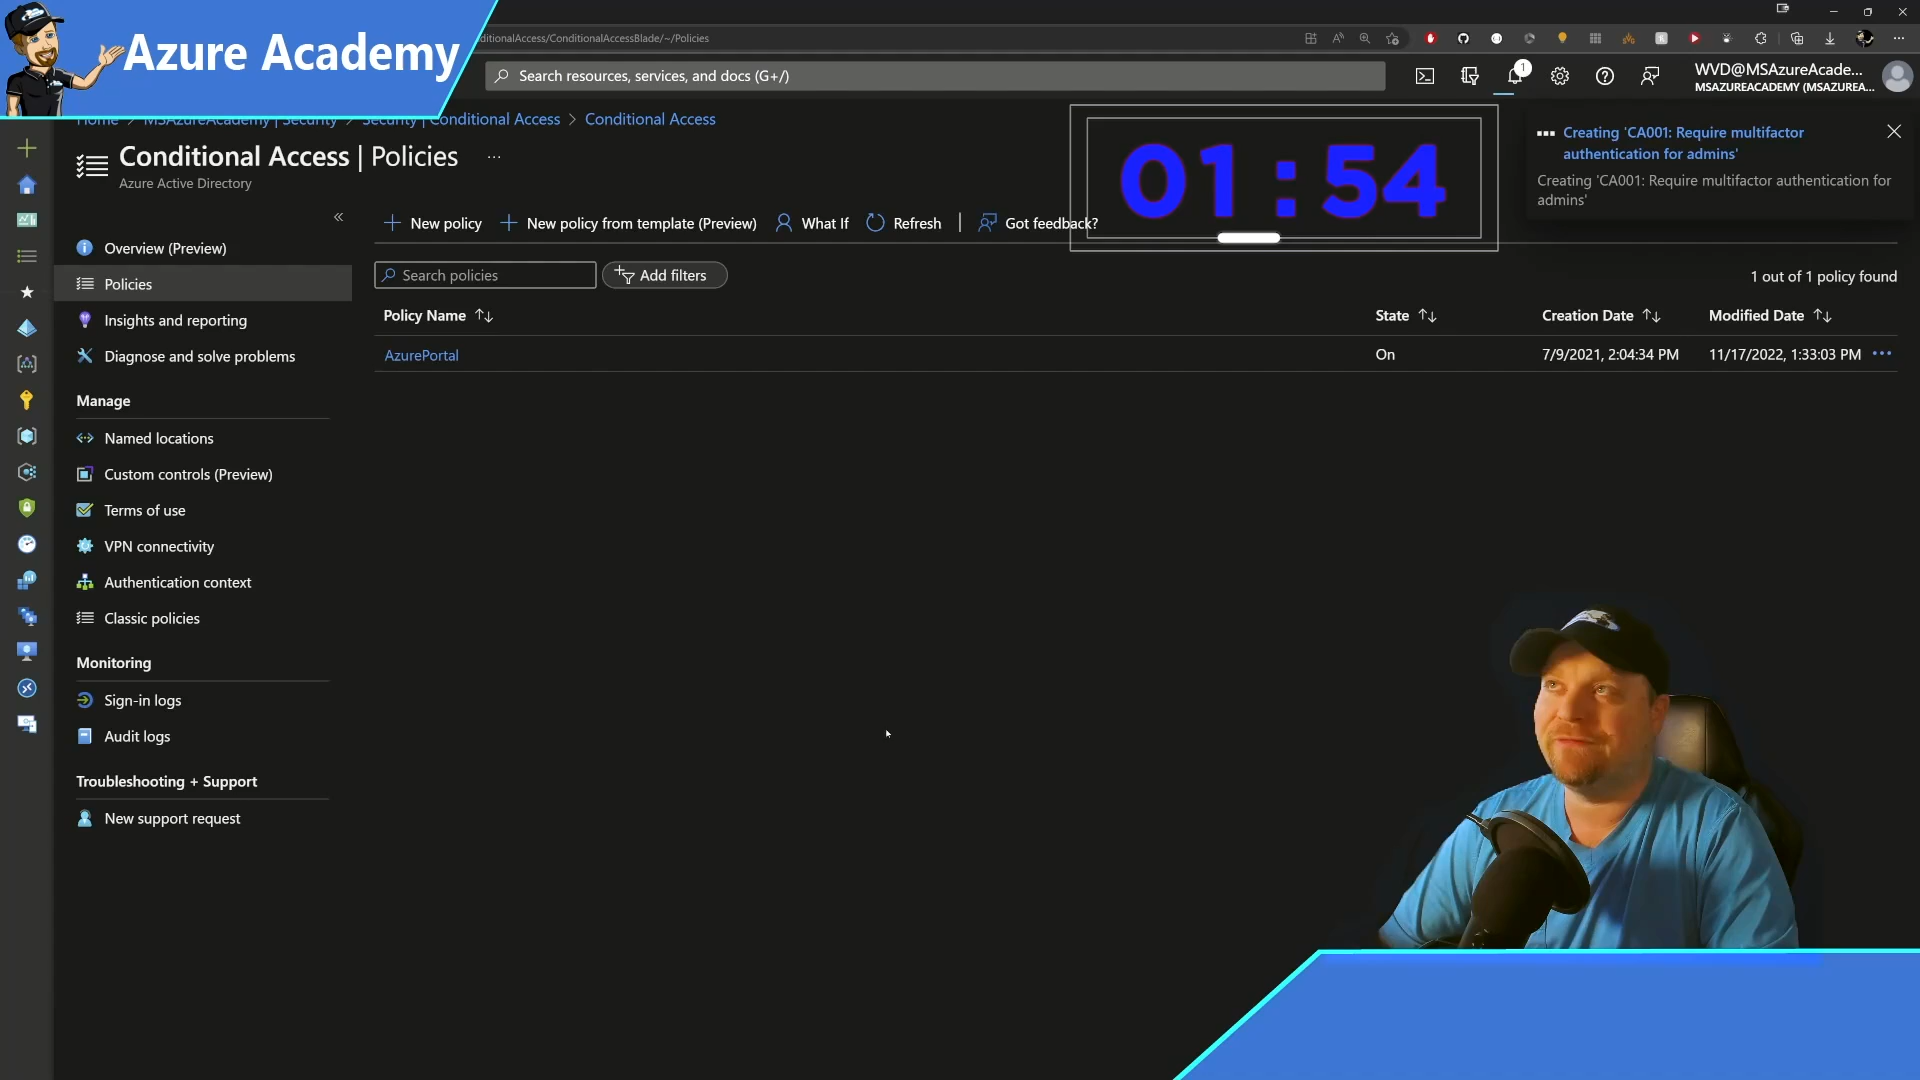 Azure Academy
ditionalAccess/ConditionalAccessBlade/~/Policies
Search resources, services, and docs (G+/)
1
WVD@MSAzureAcade...
MSAZUREACADEMY (MSAZUREA...
Home > MSAzureAcademy | Security > Security | Conditional Access > Conditional Access
Conditional Access | Policies ...
Azure Active Directory
01:54
Creating 'CA001: Require multifactor
authentication for admins'
Creating 'CA001: Require multifactor authentication for
admins'
New policy
New policy from template (Preview)
What If
Refresh
Got feedback?
Overview (Preview)
Policies
Insights and reporting
Diagnose and solve problems
Manage
Named locations
Custom controls (Preview)
Terms of use
VPN connectivity
Authentication context
Classic policies
Monitoring
Sign-in logs
Audit logs
Troubleshooting + Support
New support request
Search policies
Add filters
1 out of 1 policy found
Policy Name State Creation Date Modified Date
AzurePortal On 7/9/2021, 2:04:34 PM 11/17/2022, 1:33:03 PM ...